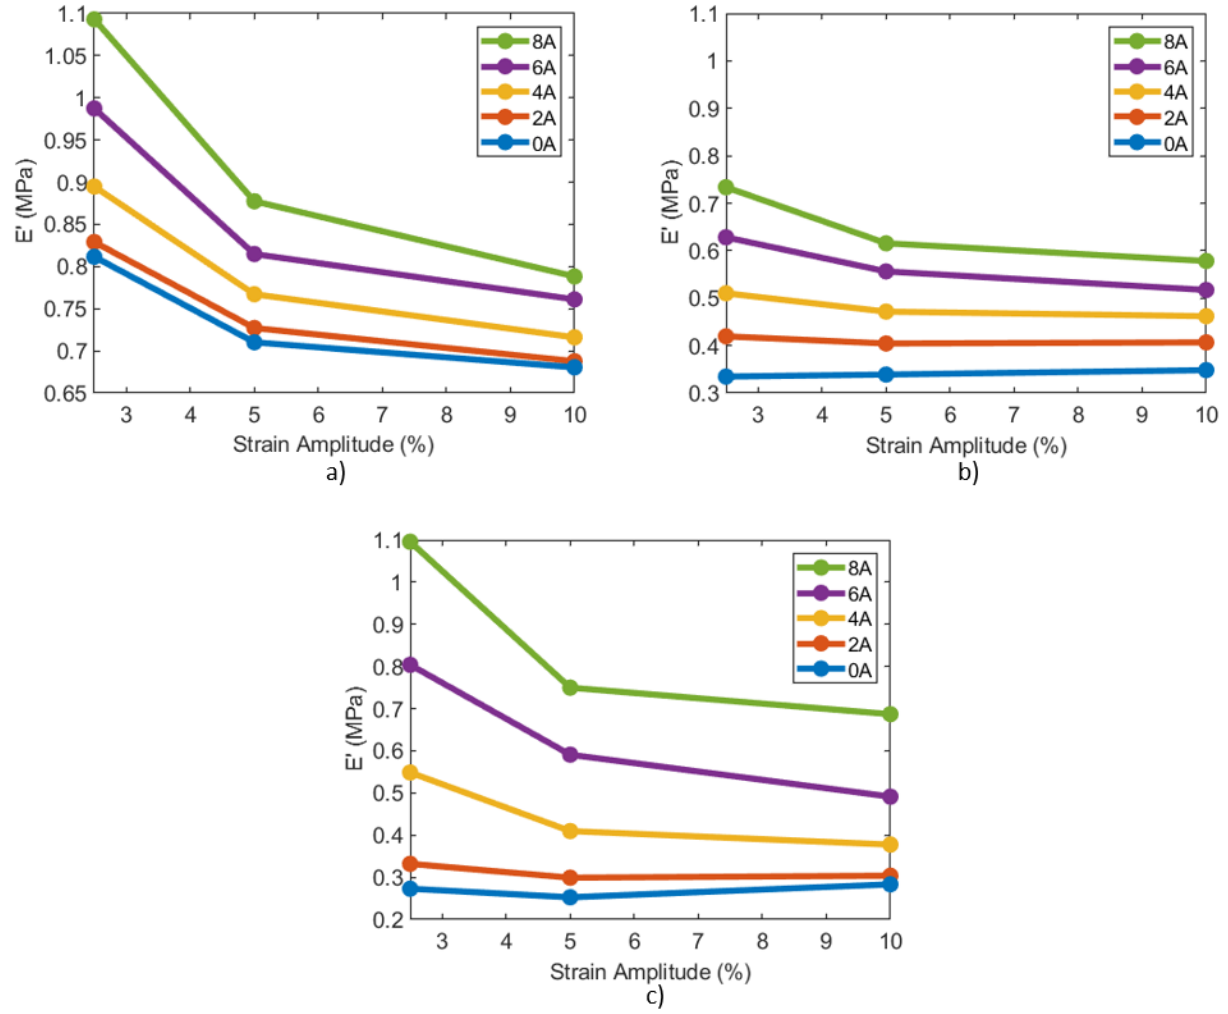 1.1
1.05
1
0.95
0.9
0.85
0.8
0.75
0.7
0.65
E' (MPa)
8A
6A
4A
2A
0A
3 4 5 6 7 8 9 10
Strain Amplitude (%)
a)
1.1
1
0.9
0.8
0.7
0.6
0.5
0.4
0.3
E' (MPa)
8A
6A
4A
2A
0A
3 4 5 6 7 8 9 10
Strain Amplitude (%)
b)
1.1
1
0.9
0.8
0.7
0.6
0.5
0.4
0.3
0.2
E' (MPa)
8A
6A
4A
2A
0A
3 4 5 6 7 8 9 10
Strain Amplitude (%)
c)